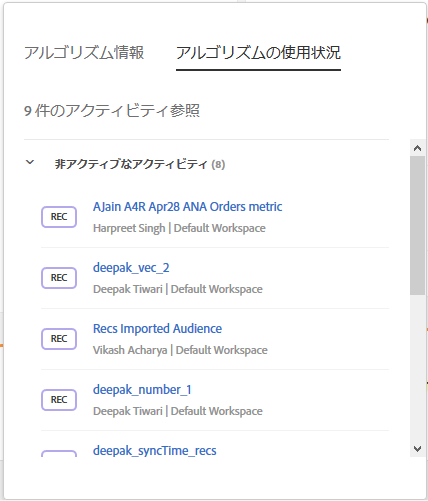 アルゴリズム情報 アルゴリズムの使用状況
9 件のアクティビティ参照
非アクティブなアクティビティ (8)
REC AJain A4R Apr28 ANA Orders metric
Harpreet Singh | Default Workspace
REC deepak_vec_2
Deepak Tiwari | Default Workspace
REC Recs Imported Audience
Vikash Acharya | Default Workspace
REC deepak_number_1
Deepak Tiwari | Default Workspace
deepak_syncTime_recs